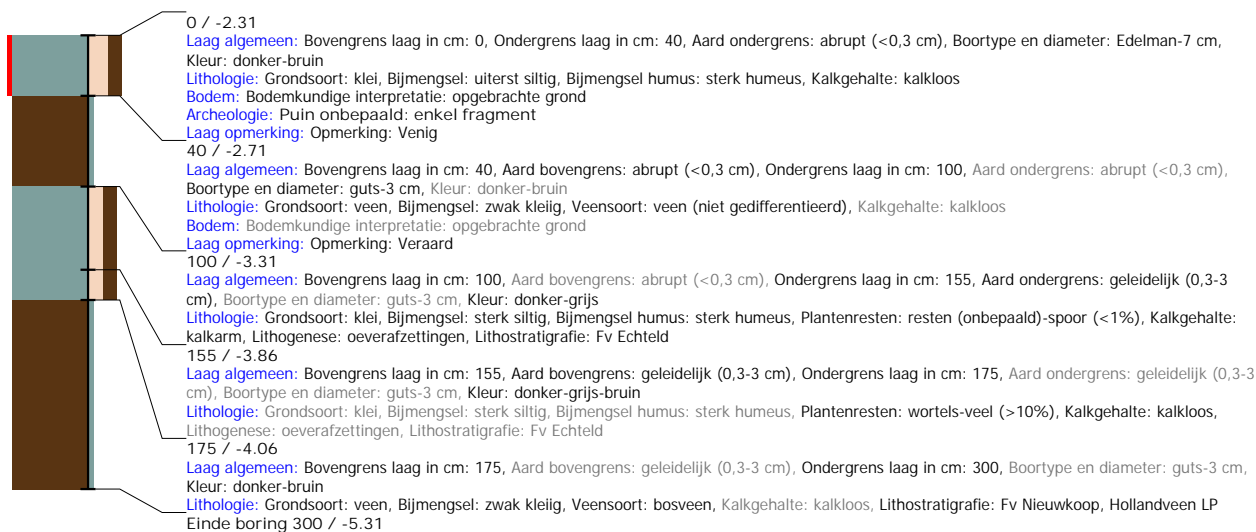 0 / -2.31
Laag algemeen: Bovengrens laag in cm: 0, Ondergrens laag in cm: 40, Aard ondergrens: abrupt (<0,3 cm), Boortype en diameter: Edelman-7 cm,
Kleur: donker-bruin
Lithologie: Grondsoort: klei, Bijmengsel: uiterst siltig, Bijmengsel humus: sterk humeus, Kalkgehalte: kalkloos
Bodem: Bodemkundige interpretatie: opgebrachte grond
Archeologie: Puin onbepaald: enkel fragment
Laag opmerking: Opmerking: Venig
40 / -2.71
Laag algemeen: Bovengrens laag in cm: 40, Aard bovengrens: abrupt (<0,3 cm), Ondergrens laag in cm: 100, Aard ondergrens: abrupt (<0,3 cm),
Boortype en diameter: guts-3 cm, Kleur: donker-bruin
Lithologie: Grondsoort: veen, Bijmengsel: zwak kleiig, Veensoort: veen (niet gedifferentieerd), Kalkgehalte: kalkloos
Bodem: Bodemkundige interpretatie: opgebrachte grond
Laag opmerking: Opmerking: Veraard
100 / -3.31
Laag algemeen: Bovengrens laag in cm: 100, Aard bovengrens: abrupt (<0,3 cm), Ondergrens laag in cm: 155, Aard ondergrens: geleidelijk (0,3-3
cm), Boortype en diameter: guts-3 cm, Kleur: donker-grijs
Lithologie: Grondsoort: klei, Bijmengsel: sterk siltig, Bijmengsel humus: sterk humeus, Plantenresten: resten (onbepaald)-spoor (<1%), Kalkgehalte:
kalkarm, Lithogenese: oeverafzettingen, Lithostratigrafie: Fv Echteld
155 / -3.86
Laag algemeen: Bovengrens laag in cm: 155, Aard bovengrens: geleidelijk (0,3-3 cm), Ondergrens laag in cm: 175, Aard ondergrens: geleidelijk (0,3-3
cm), Boortype en diameter: guts-3 cm, Kleur: donker-grijs-bruin
Lithologie: Grondsoort: klei, Bijmengsel: sterk siltig, Bijmengsel humus: sterk humeus, Plantenresten: wortels-veel (>10%), Kalkgehalte: kalkloos,
Lithogenese: oeverafzettingen, Lithostratigrafie: Fv Echteld
175 / -4.06
Laag algemeen: Bovengrens laag in cm: 175, Aard bovengrens: geleidelijk (0,3-3 cm), Ondergrens laag in cm: 300, Boortype en diameter: guts-3 cm,
Kleur: donker-bruin
Lithologie: Grondsoort: veen, Bijmengsel: zwak kleiig, Veensoort: bosveen, Kalkgehalte: kalkloos, Lithostratigrafie: Fv Nieuwkoop, Hollandveen LP
Einde boring 300 / -5.31